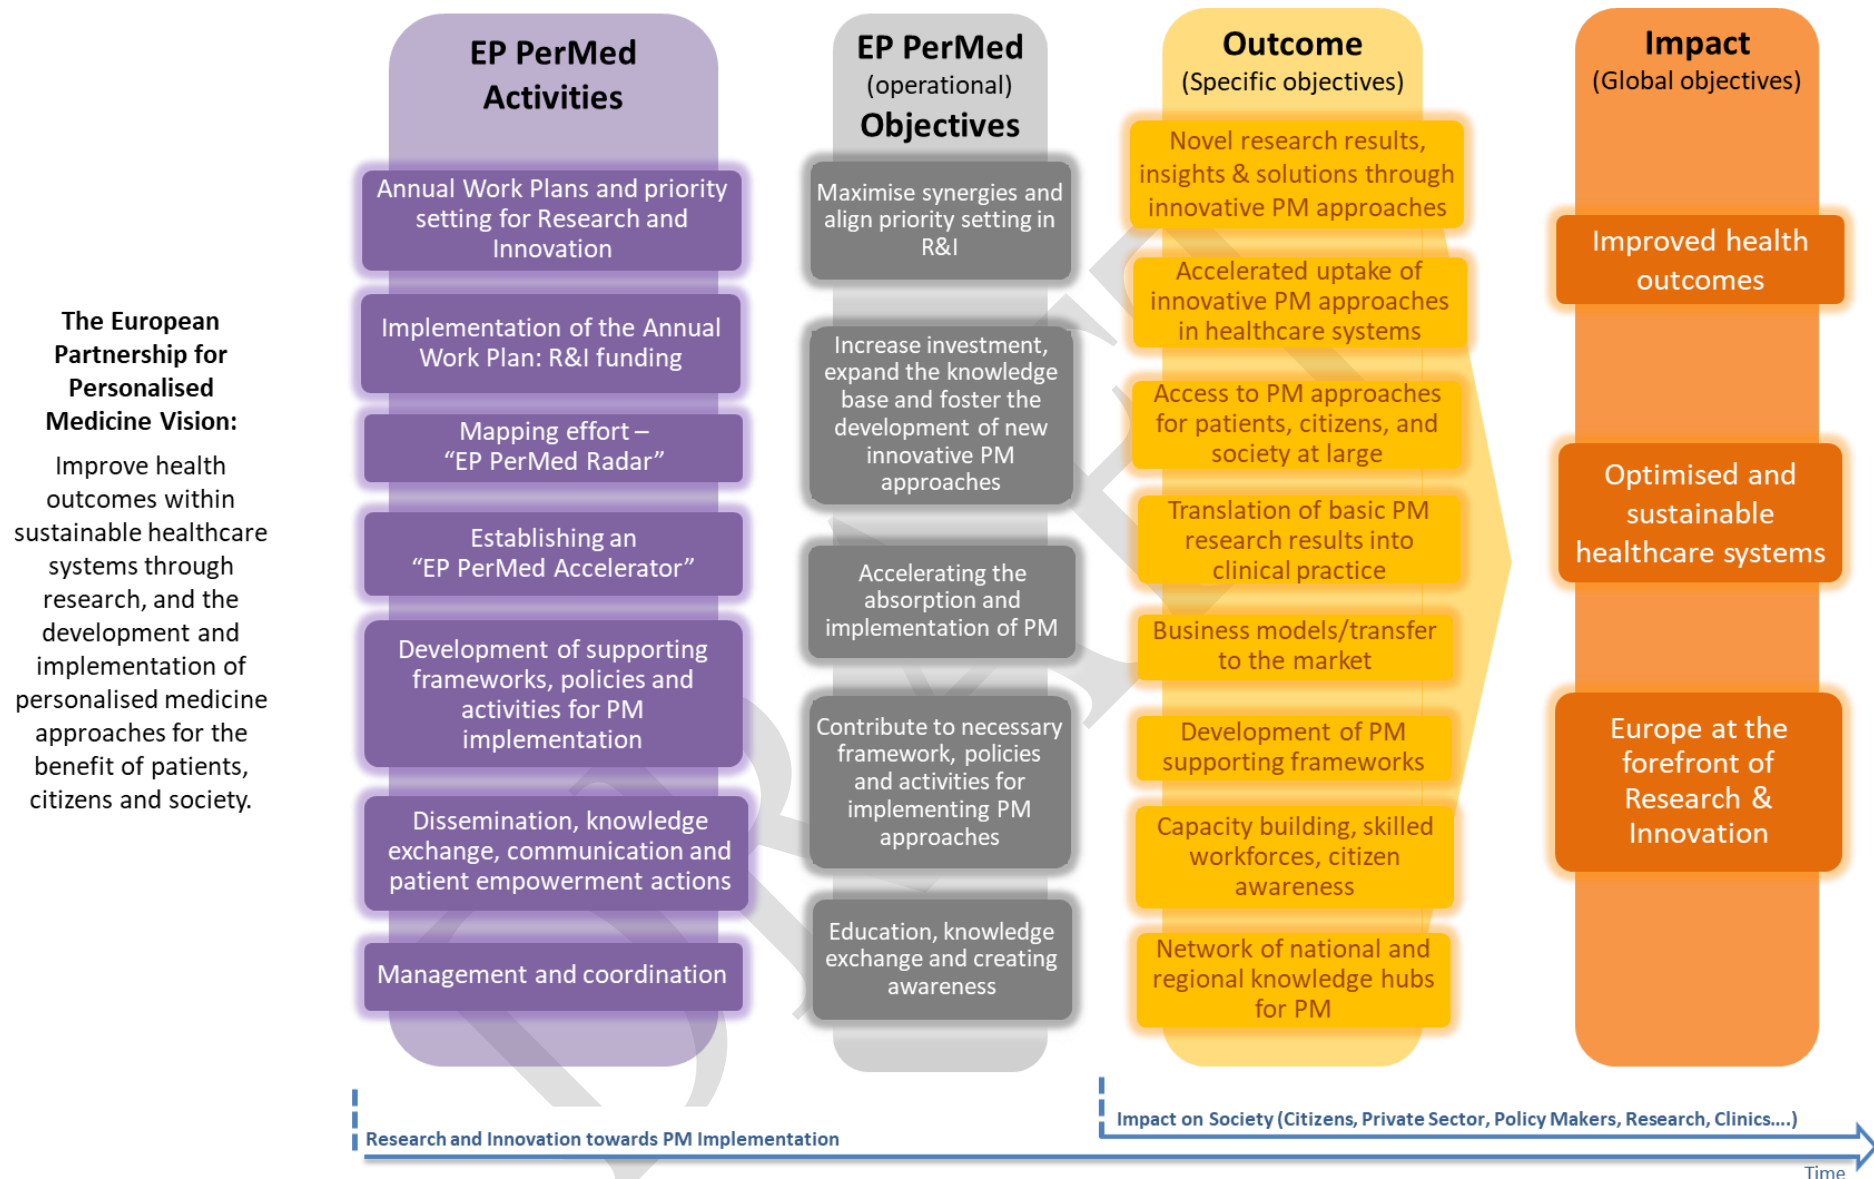 The European
Partnership for
Personalised
Medicine Vision:
Improve health
outcomes within
sustainable healthcare
systems through
research, and the
development and
implementation of
personalised medicine
approaches for the
benefit of patients,
citizens and society.
EP PerMed
Activities
Annual Work Plans and priority
setting for Research and
Innovation
Implementation of the Annual
Work Plan: R&I funding
Mapping effort –
“EP PerMed Radar”
Establishing an
“EP PerMed Accelerator”
Development of supporting
frameworks, policies and
activities for PM
implementation
Dissemination, knowledge
exchange, communication and
patient empowerment actions
Management and coordination
EP PerMed
(operational)
Objectives
Maximise synergies and
align priority setting in
R&I
Increase investment,
expand the knowledge
base and foster the
development of new
innovative PM
approaches
Accelerating the
absorption and
implementation of PM
Contribute to necessary
framework, policies
and activities for
implementing PM
approaches
Education, knowledge
exchange and creating
awareness
Outcome
(Specific objectives)
Novel research results,
insights & solutions through
innovative PM approaches
Accelerated uptake of
innovative PM approaches
in healthcare systems
Access to PM approaches
for patients, citizens, and
society at large
Translation of basic PM
research results into
clinical practice
Business models/transfer
to the market
Development of PM
supporting frameworks
Capacity building, skilled
workforces, citizen
awareness
Network of national and
regional knowledge hubs
for PM
Impact
(Global objectives)
Improved health
outcomes
Optimised and
sustainable
healthcare systems
Europe at the
forefront of
Research &
Innovation
Research and Innovation towards PM Implementation
Impact on Society (Citizens, Private Sector, Policy Makers, Research, Clinics....)
Time
DRAFT